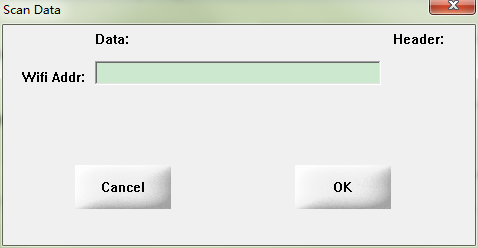 Scan Data
Data: Header:
Wifi Addr:
Cancel OK